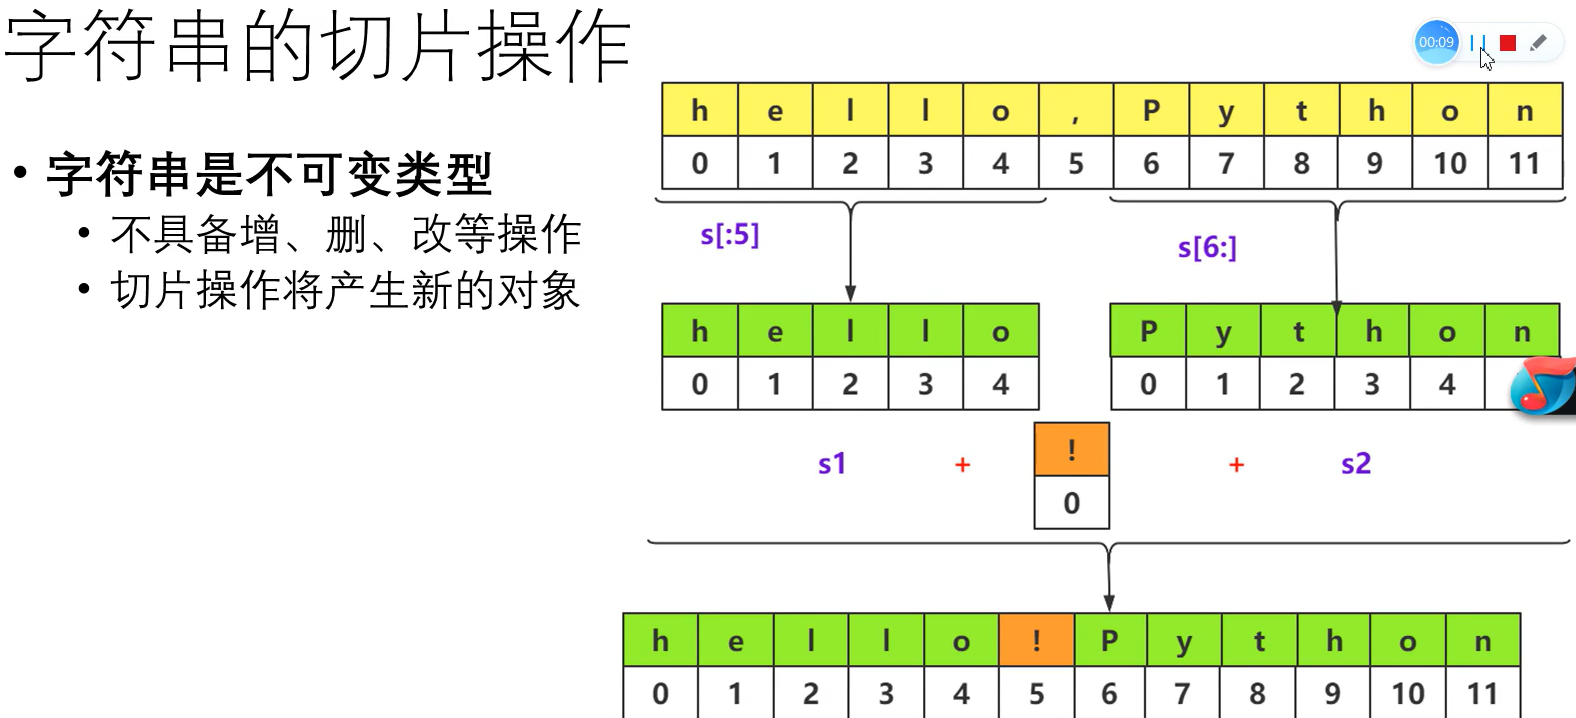 字符串的切片操作
00:09
• 字符串是不可变类型
• 不具备增、删、改等操作
• 切片操作将产生新的对象
h e l l o , P y t h o n
0 1 2 3 4 5 6 7 8 9 10 11
s[:5] s[6:]
h e l l o P y t h o n
0 1 2 3 4 0 1 2 3 4
!
s1 + + s2
0
h e l l o ! P y t h o n
0 1 2 3 4 5 6 7 8 9 10 11